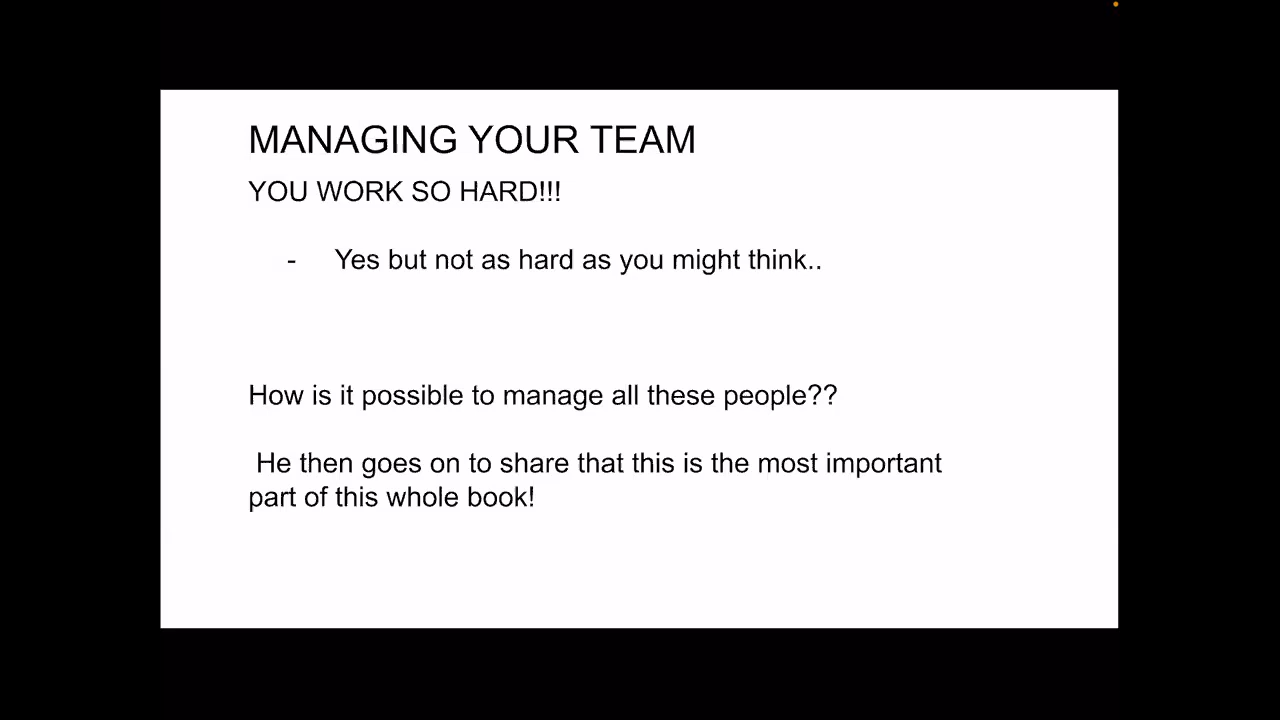 MANAGING YOUR TEAM
YOU WORK SO HARD!!!
- Yes but not as hard as you might think..
How is it possible to manage all these people??
He then goes on to share that this is the most important
part of this whole book!